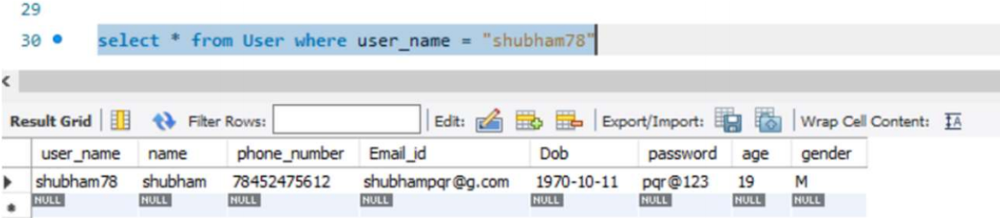 29
30 select * from User where user_name = "shubham78"
Result Grid Filter Rows: Edit: Export/Import: Wrap Cell Content: IA
user_name name phone_number Email_id Dob password age gender
shubham78 shubham 78452475612 shubhampqr@g.com 1970-10-11 pqr@123 19 M
NULL NULL NULL NULL NULL NULL NULL NULL